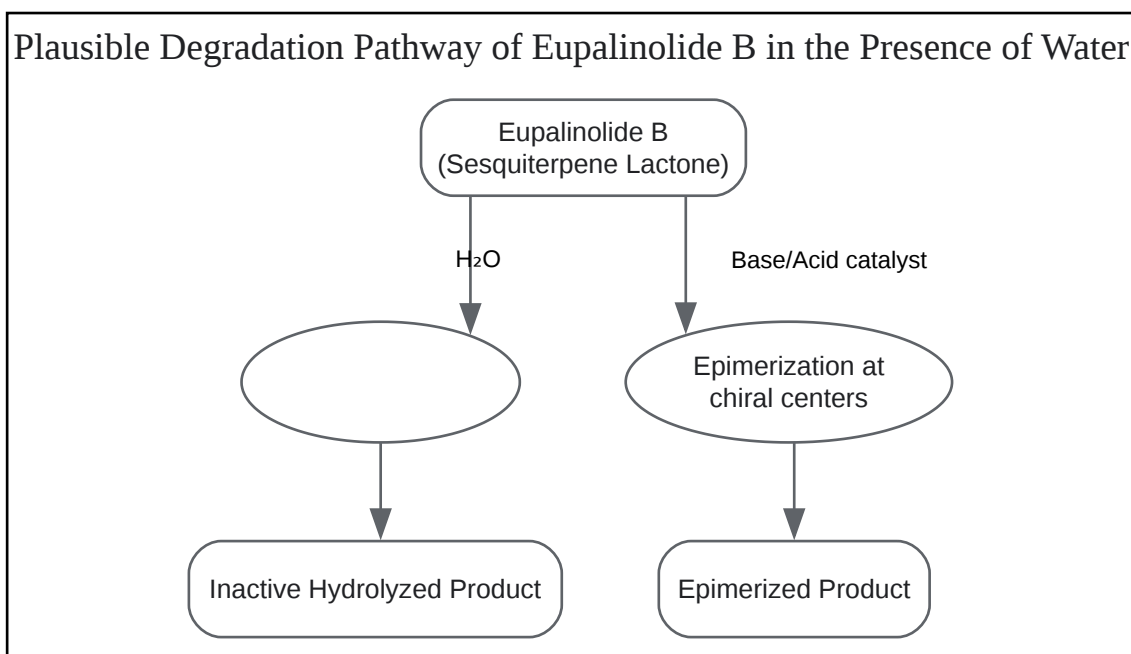 Plausible Degradation Pathway of Eupalinolide B in the Presence of Water
Eupalinolide B
(Sesquiterpene Lactone)
H₂O
Base/Acid catalyst
Epimerization at
chiral centers
Inactive Hydrolyzed Product
Epimerized Product